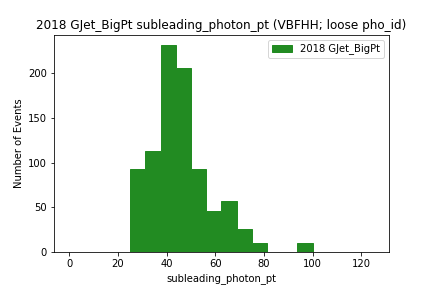 2018 GJet_BigPt subleading_photon_pt (VBFHH; loose pho_id)
2018 GJet_BigPt
Number of Events
200
150
100
50
0
0 20 40 60 80 100 120
subleading_photon_pt